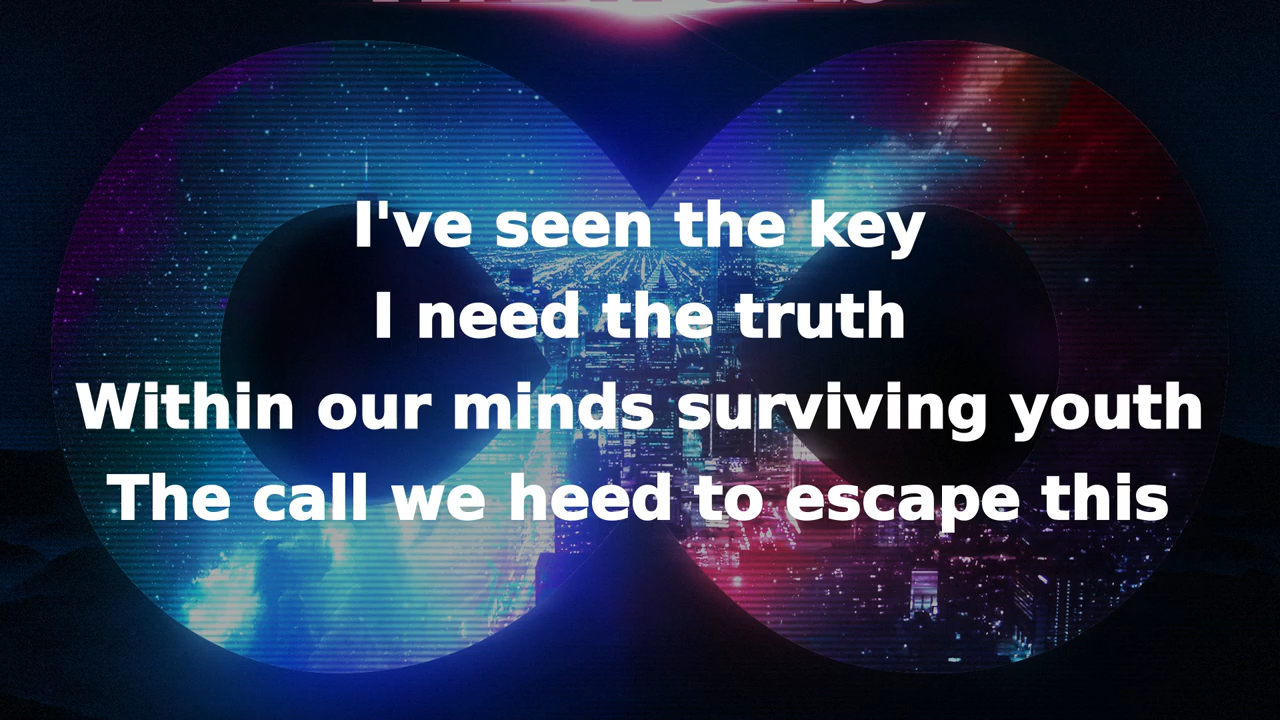 I've seen the key
I need the truth
Within our minds surviving youth
The call we heed to escape this